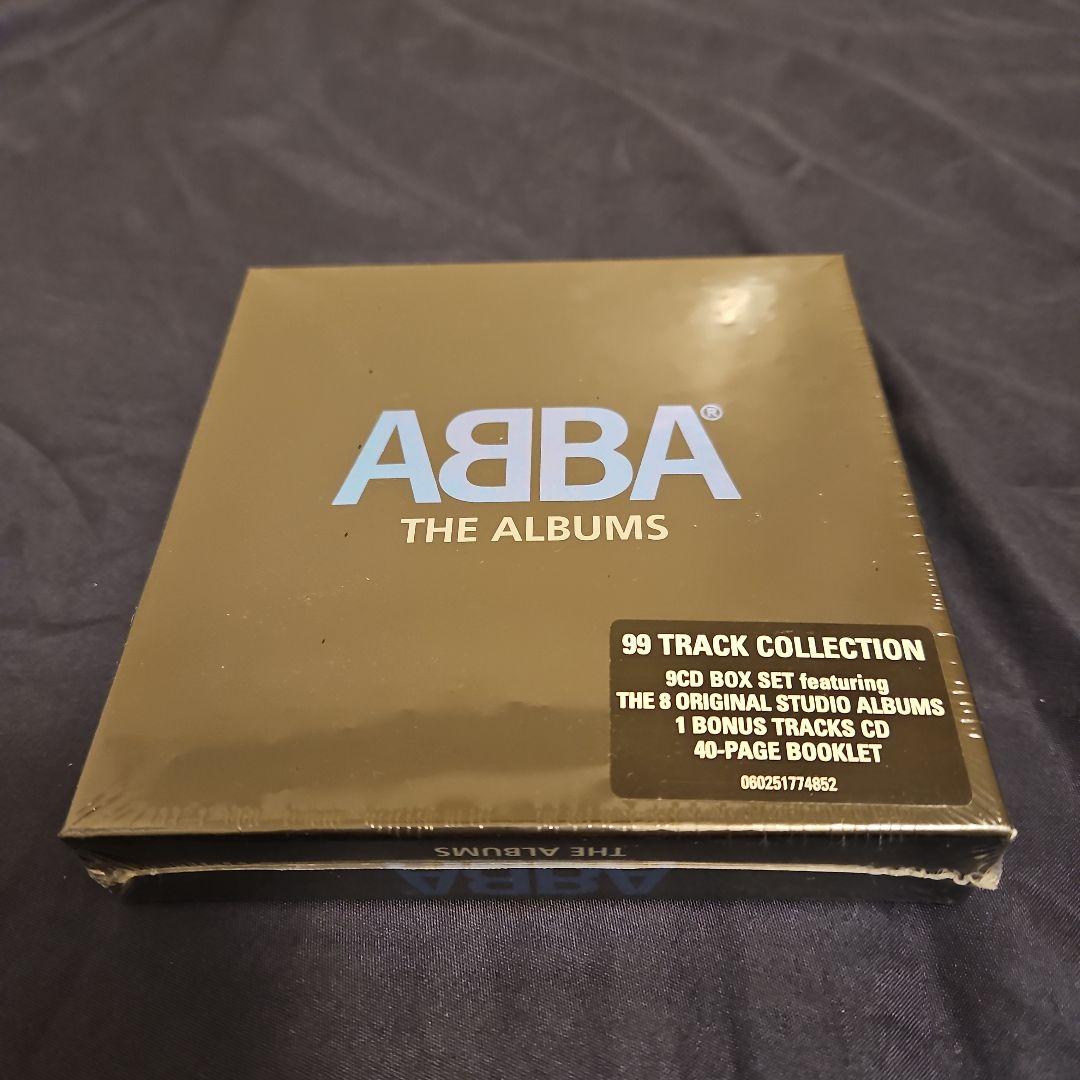 ABBA®
THE ALBUMS
99 TRACK COLLECTION
9CD BOX SET featuring
THE 8 ORIGINAL STUDIO ALBUMS
1 BONUS TRACKS CD
40-PAGE BOOKLET
060251774852
THE ALBUMS
ABBA